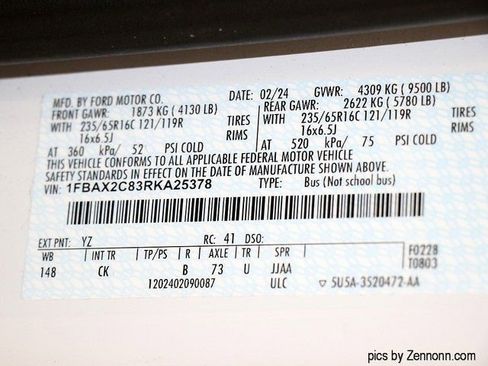 MFD. BY FORD MOTOR CO. DATE: 02/24 GVWR: 4309 KG ( 9500 LB)
FRONT GAWR: 1873 KG ( 4130 LB) REAR GAWR: 2622 KG ( 5780 LB)
WITH 235/65R16C 121/119R TIRES WITH 235/65R16C 121/119R TIRES
16x6.5J RIMS 16x6.5J RIMS
AT 360 kPa/ 52 PSI COLD AT 520 kPa/ 75 PSI COLD
THIS VEHICLE CONFORMS TO ALL APPLICABLE FEDERAL MOTOR VEHICLE
SAFETY STANDARDS IN EFFECT ON THE DATE OF MANUFACTURE SHOWN ABOVE.
VIN: 1FBAX2C83RKA25378 TYPE: Bus (Not school bus)
EXT PNT: YZ RC: 41 DSO: F0228
WB INT TR TP/PS R AXLE TR SPR T0803
148 CK B 73 U JJAA
1202402090087 ULC ▽ 5U5A-3520472-AA
pics by Zennonn.com